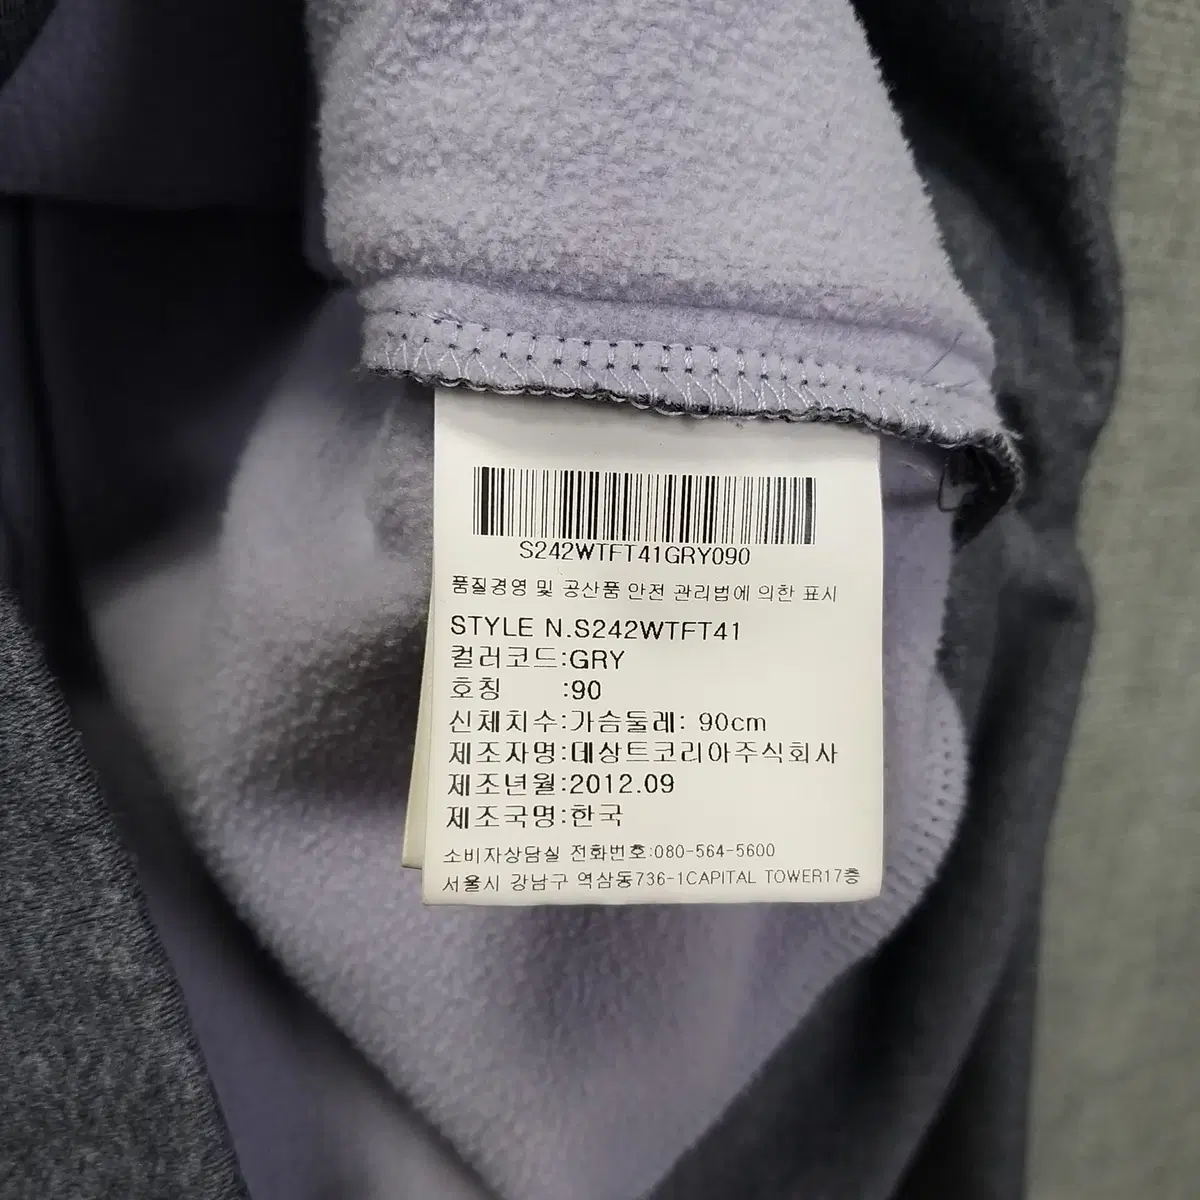 S242WTFT41GRY090
품질경영 및 공산품 안전 관리법에 의한 표시
STYLE N.S242WTFT41
컬러코드:GRY
호칭 :90
신체치수:가슴둘레: 90cm
제조자명:데상트코리아주식회사
제조년월:2012.09
제조국명:한국
소비자상담실 전화번호:080-564-5600
서울시 강남구 역삼동736-1CAPITAL TOWER17층